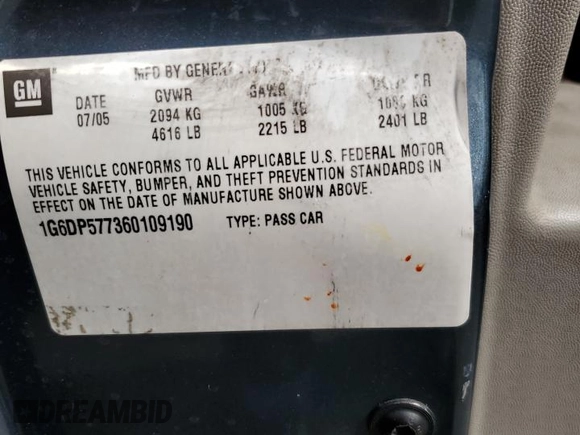 GM
MFD BY
DATE GVWR GAWR
07/05 2094 KG 1005 KG KG
4616 LB 2215 LB 2401 LB
THIS VEHICLE CONFORMS TO ALL APPLICABLE U.S. FEDERAL MOTOR
VEHICLE SAFETY, BUMPER, AND THEFT PREVENTION STANDARDS IN
EFFECT ON THE DATE OF MANUFACTURE SHOWN ABOVE.
1G6DP577360109190 TYPE: PASS CAR
DREAMBID